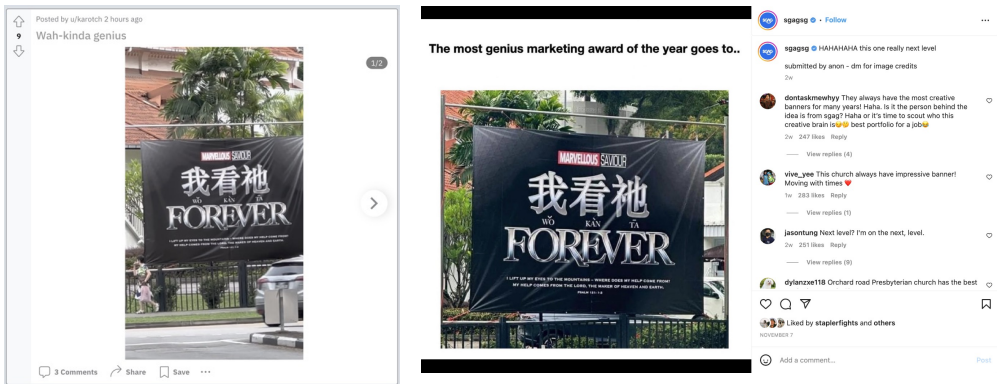 Posted by u/karotch 2 hours ago
9
Wah-kinda genius
1/2
MARVELLOUS SAVIOUR
我看祂
WǑ KÀN TĀ
FOREVER
I LIFT UP MY EYES TO THE MOUNTAINS – WHERE DOES MY HELP COME FROM?
MY HELP COMES FROM THE LORD, THE MAKER OF HEAVEN AND EARTH.
3 Comments
Share
Save
The most genius marketing award of the year goes to..
MARVELLOUS SAVIOUR
我看祂
WǑ KÀN TĀ
FOREVER
I LIFT UP MY EYES TO THE MOUNTAINS – WHERE DOES MY HELP COME FROM?
MY HELP COMES FROM THE LORD, THE MAKER OF HEAVEN AND EARTH.
PSALM 121:1-2
sgagsg • Follow
sgagsg HAHAHAHA this one really next level
submitted by anon - dm for image credits
2w
dontaskmewhyy They always have the most creative
banners for many years! Haha. Is it the person behind the
idea is from sgag? Haha or it's time to scout who this
creative brain is best portfolio for a job
2w 247 likes Reply
View replies (4)
vive_yee This church always have impressive banner!
Moving with times ❤️
1w 283 likes Reply
View replies (1)
jasontung Next level? I'm on the next, level.
2w 251 likes Reply
View replies (9)
dylanzxe118 Orchard road Presbyterian church has the best
Liked by staplerfights and others
NOVEMBER 7
Add a comment...
Post